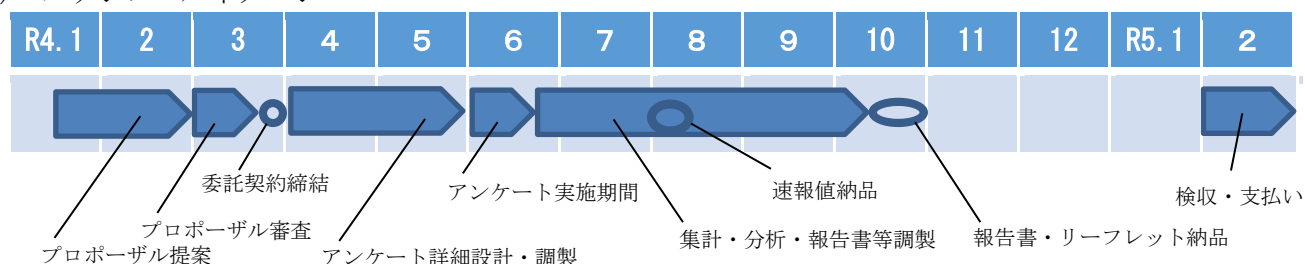 R4.1 2 3 4 5 6 7 8 9 10 11 12 R5.1 2
委託契約締結 アンケート実施期間 速報値納品 検収・支払い
プロポーザル審査 集計・分析・報告書等調製 報告書・リーフレット納品
プロポーザル提案 アンケート詳細設計・調製